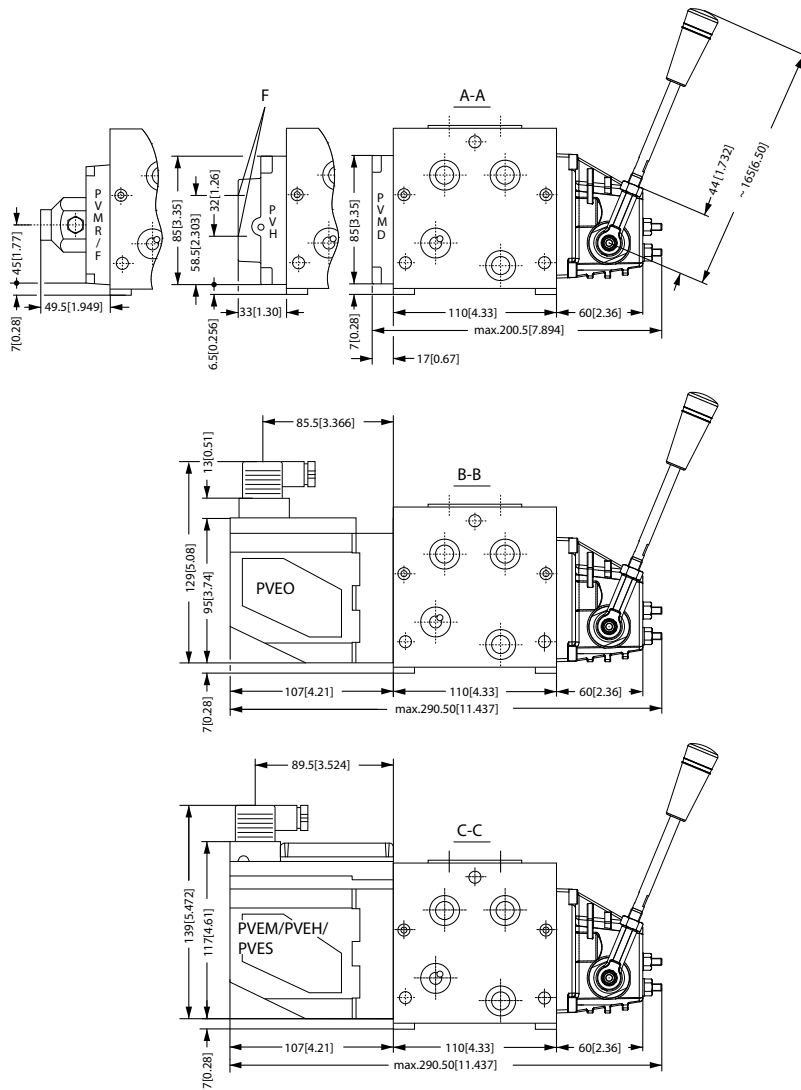 F
A-A
PVMR/F
PVH
PVMD
45[1.77]
7[0.28]
49.5[1.949]
85[3.35]
58.5[2.303]
32[1.26]
6.5[0.256]
33[1.30]
85[3.35]
7[0.28]
44[1.732]
~165[6.50]
110[4.33]
60[2.36]
max.200.5[7.894]
17[0.67]
85.5[3.366]
13[0.51]
B-B
129[5.08]
95[3.74]
PVEO
7[0.28]
107[4.21]
110[4.33]
60[2.36]
max.290.50[11.437]
89.5[3.524]
C-C
139[5.472]
117[4.61]
PVEM/PVEH/
PVES
7[0.28]
107[4.21]
110[4.33]
60[2.36]
max.290.50[11.437]